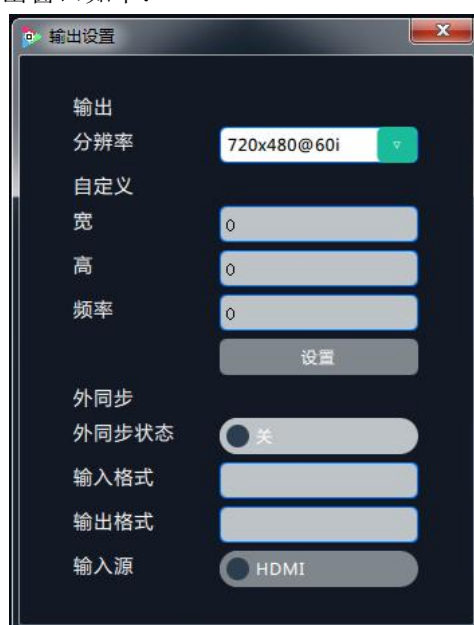 输出设置
输出
分辨率 720x480@60i
自定义
宽 0
高 0
频率 0
设置
外同步
外同步状态 关
输入格式
输出格式
输入源 HDMI